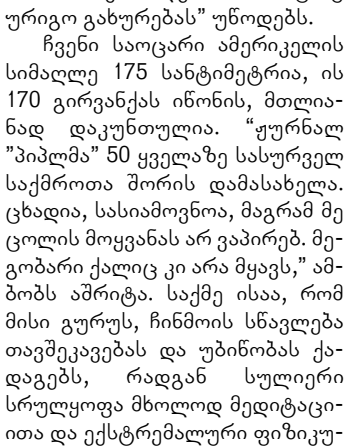 ურიგო გახურებას” უწოდებს.
ჩვენი საოცარი ამერიკელის
სიმაღლე 175 სანტიმეტრია, ის
170 გირვანქას იწონის, მთლია-
ნად დაკუნთულია. “ჟურნალ
”პიპლმა” 50 ყველაზე სასურველ
საქმროთა შორის დამასახელა.
ცხადია, სასიამოვნოა, მაგრამ მე
ცოლის მოყვანას არ ვაპირებ. მე-
გობარი ქალიც კი არა მყავს,” ამ-
ბობს აშრიტა. საქმე ისაა, რომ
მისი გურუს, ჩინმოის სწავლება
თავშეკავებას და უბიწობას ქა-
დაგებს, რადგან სულიერი
სრულყოფა მხოლოდ მედიტაცი-
ითა და ექსტრემალური ფიზიკუ-